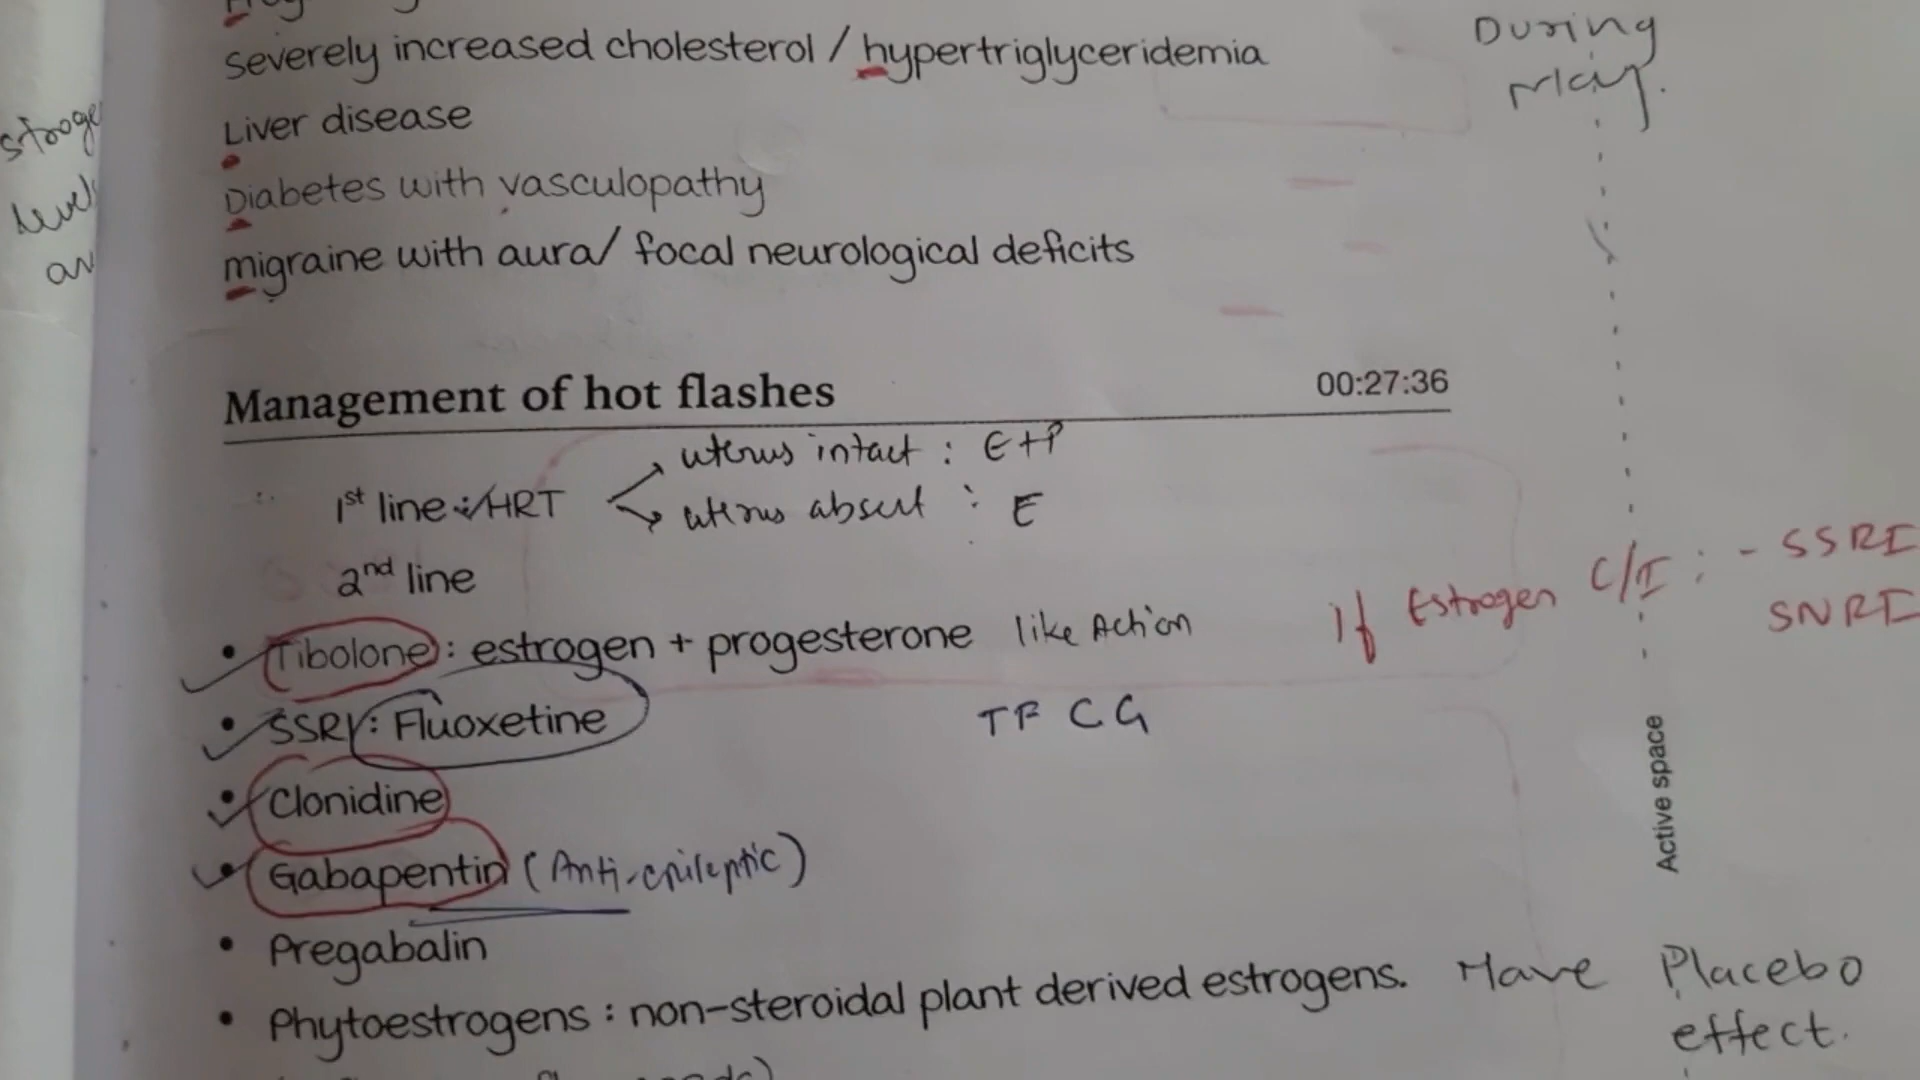 During
May.
severely increased cholesterol / hypertriglyceridemia
Liver disease
Diabetes with vasculopathy
migraine with aura/ focal neurological deficits
Management of hot flashes 00:27:36
uterus intact : E+P
1st line : HRT
uterus absent : E
2nd line
If Estrogen C/I : - SSRI
SNRI
• Tibolone : estrogen + progesterone like Action
• SSRI : Fluoxetine
TF CG
• Clonidine
• Gabapentin (Anti-epileptic)
• Pregabalin
• Phytoestrogens : non-steroidal plant derived estrogens. Have Placebo
effect.
Active space